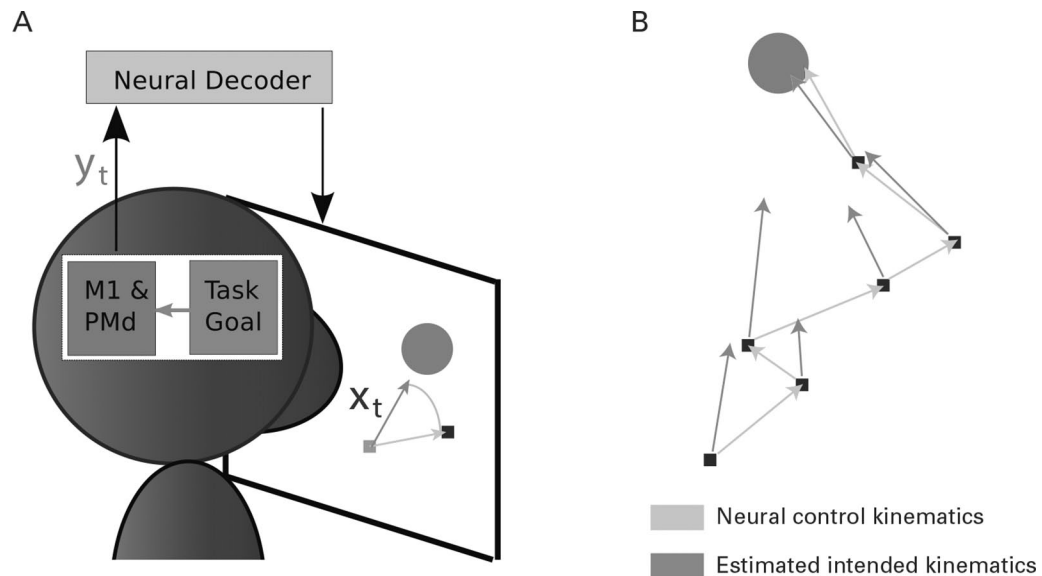 A
Neural Decoder
y_t
M1 &
PMd
Task
Goal
x_t
B
Neural control kinematics
Estimated intended kinematics